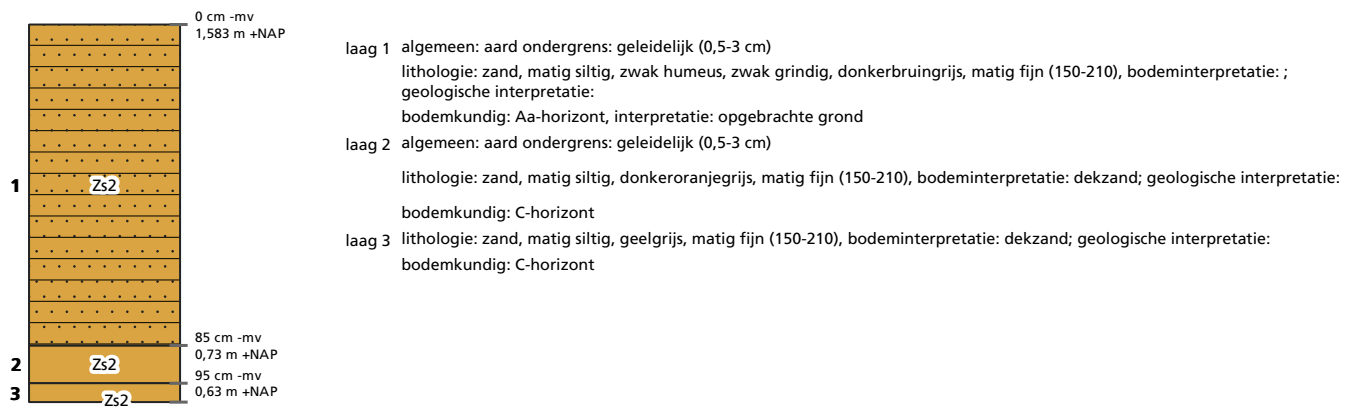 0 cm -mv
1,583 m +NAP
laag 1 algemeen: aard ondergrens: geleidelijk (0,5-3 cm)
lithologie: zand, matig siltig, zwak humeus, zwak grindig, donkerbruingrijs, matig fijn (150-210), bodeminterpretatie: ;
geologische interpretatie:
bodemkundig: Aa-horizont, interpretatie: opgebrachte grond
laag 2 algemeen: aard ondergrens: geleidelijk (0,5-3 cm)
lithologie: zand, matig siltig, donkeroranjegrijs, matig fijn (150-210), bodeminterpretatie: dekzand; geologische interpretatie:
bodemkundig: C-horizont
laag 3 lithologie: zand, matig siltig, geelgrijs, matig fijn (150-210), bodeminterpretatie: dekzand; geologische interpretatie:
bodemkundig: C-horizont
1 Zs2
85 cm -mv
0,73 m +NAP
2 Zs2
95 cm -mv
0,63 m +NAP
3 Zs2